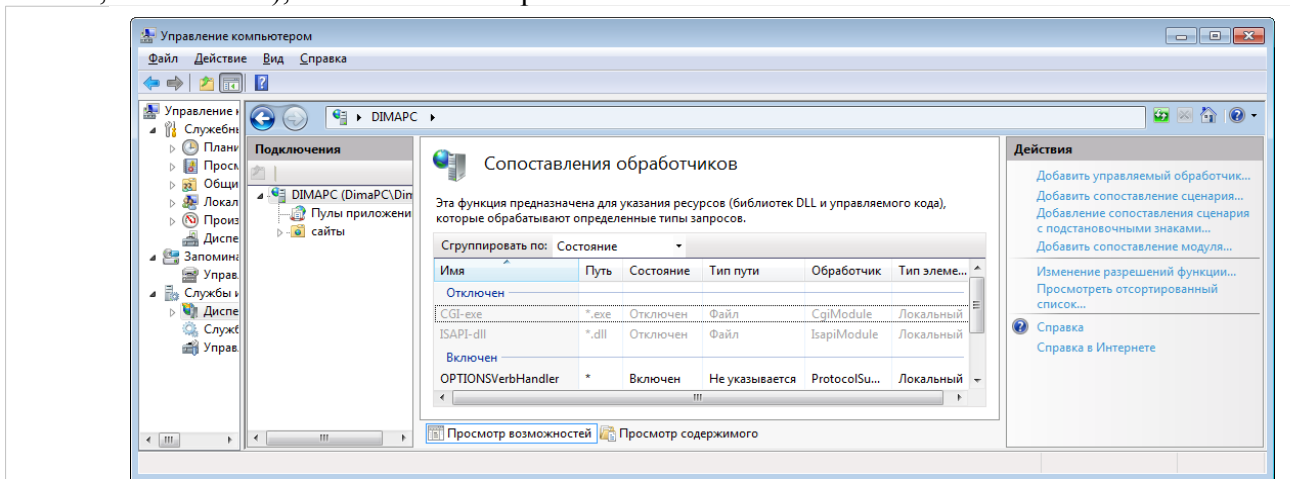 Управление компьютером
Файл Действие Вид Справка
DIMAPC
Управление
Служебн
Плани
Просм
Общи
Локал
Произ
Диспе
Запомина
Управ.
Службы и
Диспе
Служб
Управ.
Подключения
DIMAPC (DimaPC\Dim
Пулы приложени
сайты
Сопоставления обработчиков
Эта функция предназначена для указания ресурсов (библиотек DLL и управляемого кода),
которые обрабатывают определенные типы запросов.
Сгруппировать по: Состояние
Имя Путь Состояние Тип пути Обработчик Тип элеме...
Отключен
CGI-exe *.exe Отключен Файл CgiModule Локальный
ISAPI-dll *.dll Отключен Файл IsapiModule Локальный
Включен
OPTIONSVerbHandler * Включен Не указывается ProtocolSu... Локальный
Просмотр возможностей Просмотр содержимого
Действия
Добавить управляемый обработчик...
Добавить сопоставление сценария...
Добавление сопоставления сценария
с подстановочными знаками...
Добавить сопоставление модуля...
Изменение разрешений функции...
Просмотреть отсортированный
список...
Справка
Справка в Интернете